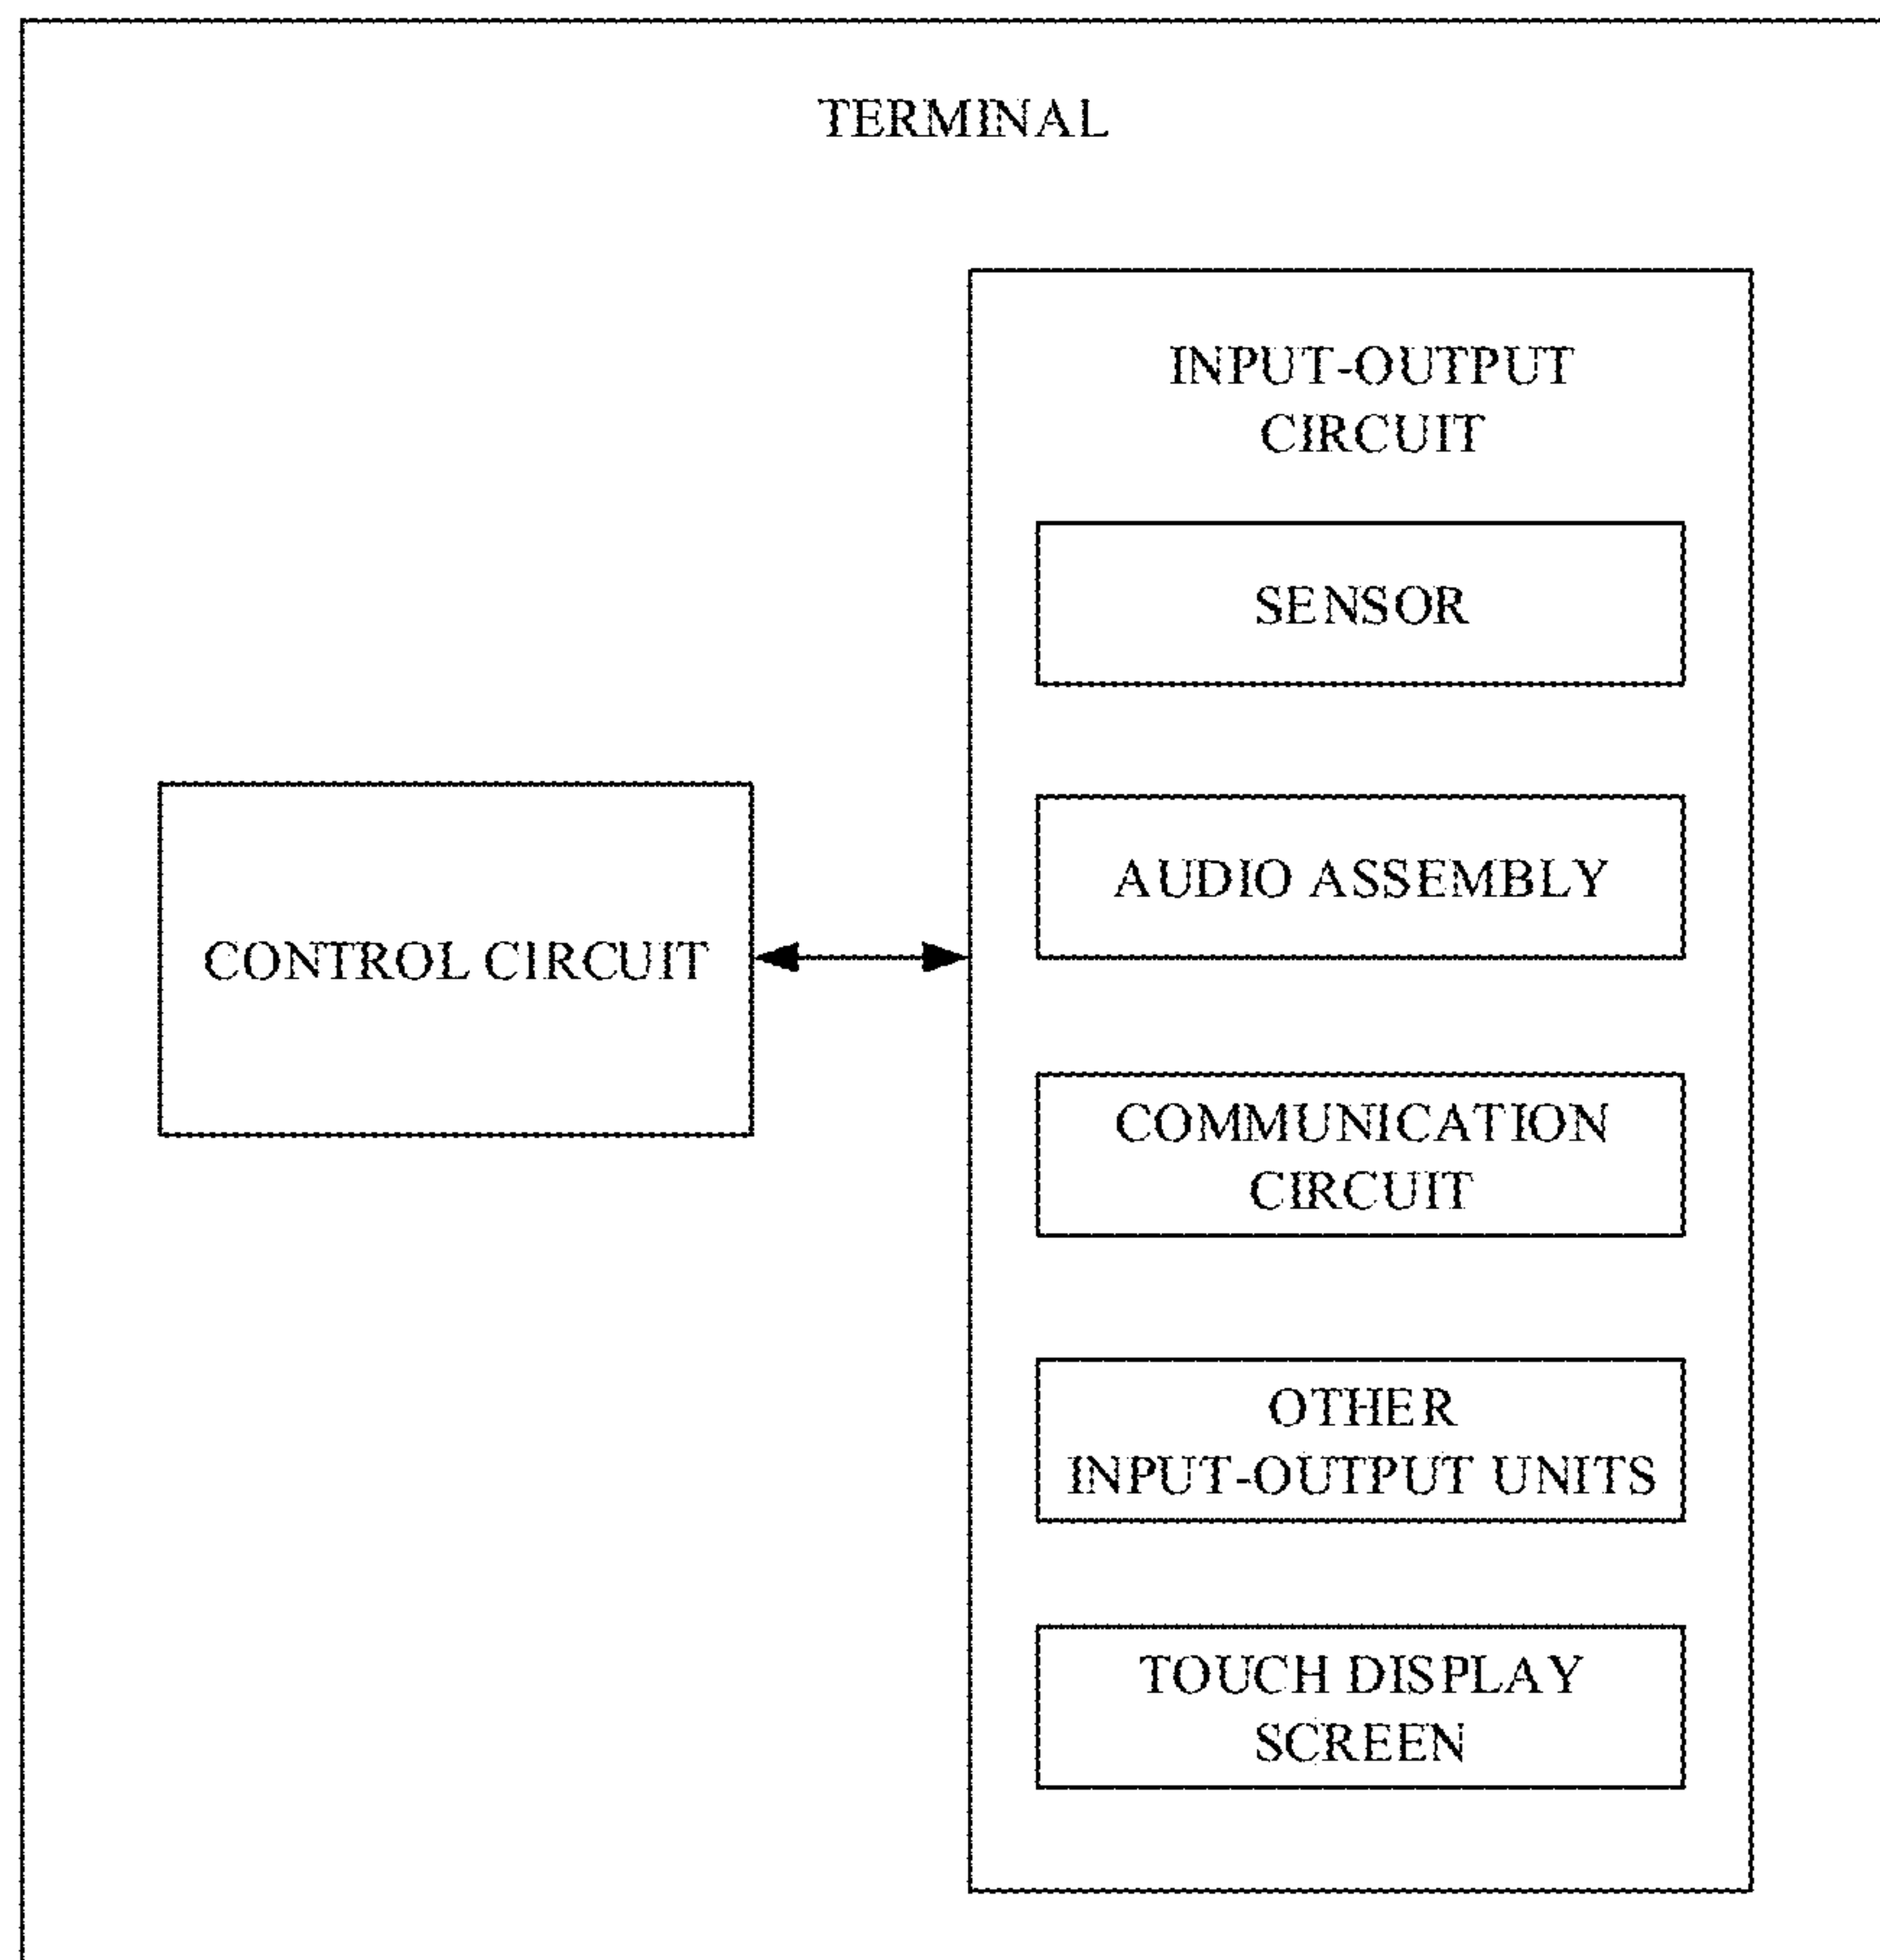 TERMINAL
INPUT-OUTPUT
CIRCUIT
SENSOR
AUDIO ASSEMBLY
CONTROL CIRCUIT
COMMUNICATION
CIRCUIT
OTHER
INPUT-OUTPUT UNITS
TOUCH DISPLAY
SCREEN